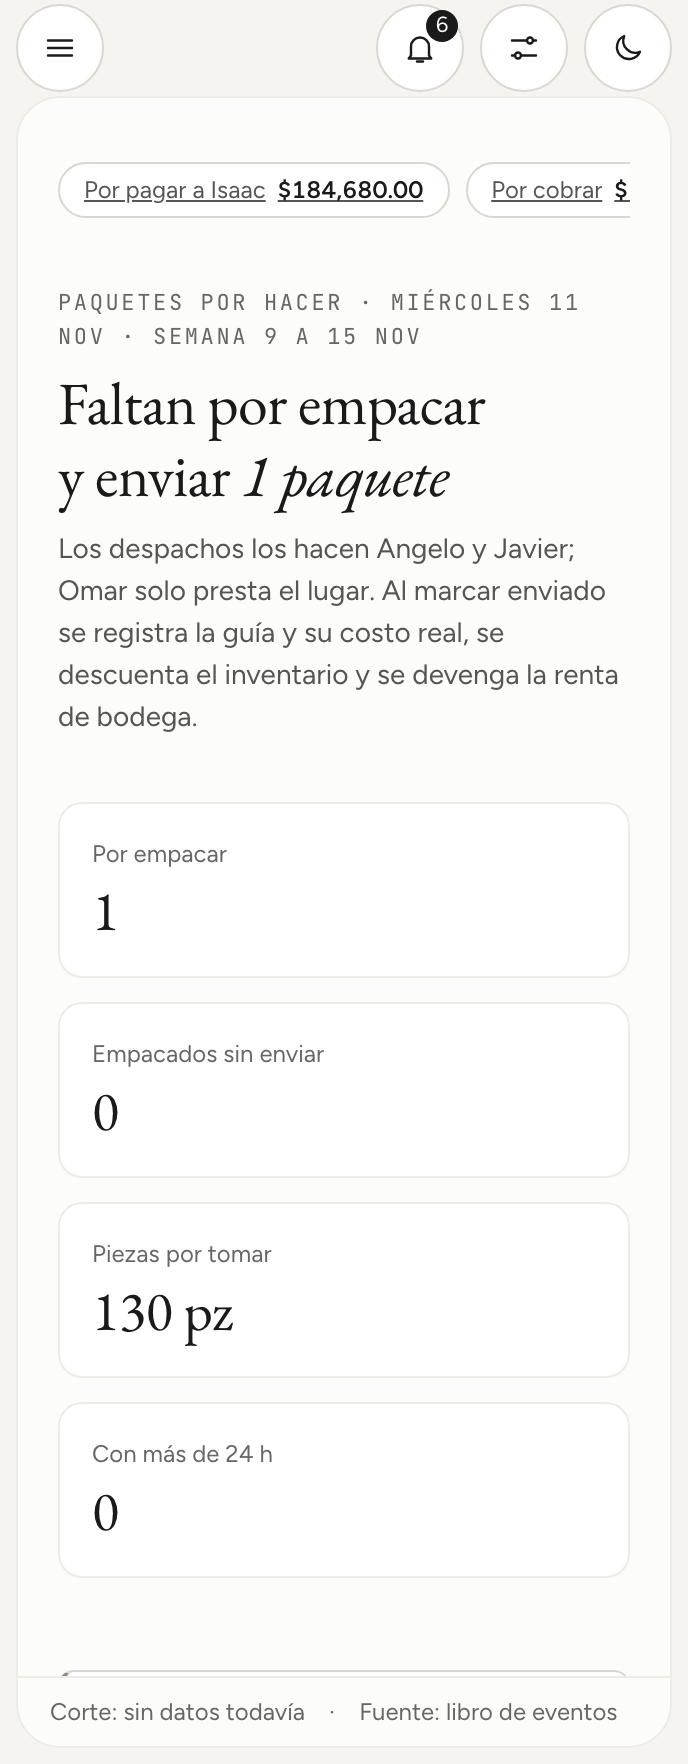 6
Por pagar a Isaac $184,680.00 Por cobrar $
PAQUETES POR HACER · MIÉRCOLES 11
NOV · SEMANA 9 A 15 NOV
Faltan por empacar
y enviar 1 paquete
Los despachos los hacen Angelo y Javier;
Omar solo presta el lugar. Al marcar enviado
se registra la guía y su costo real, se
descuenta el inventario y se devenga la renta
de bodega.
Por empacar
1
Empacados sin enviar
0
Piezas por tomar
130 pz
Con más de 24 h
0
Corte: sin datos todavía · Fuente: libro de eventos